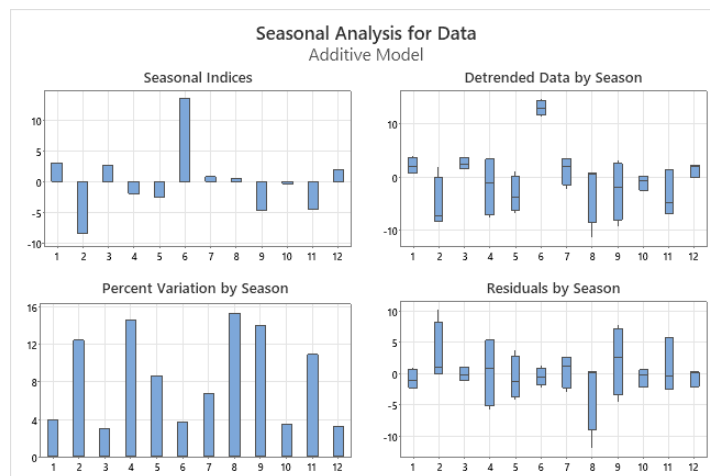 Seasonal Analysis for Data
Additive Model
Seasonal Indices
10
5
0
-5
-10
1 2 3 4 5 6 7 8 9 10 11 12
Detrended Data by Season
10
0
-10
1 2 3 4 5 6 7 8 9 10 11 12
Percent Variation by Season
16
12
8
4
0
1 2 3 4 5 6 7 8 9 10 11 12
Residuals by Season
10
5
0
-5
-10
1 2 3 4 5 6 7 8 9 10 11 12